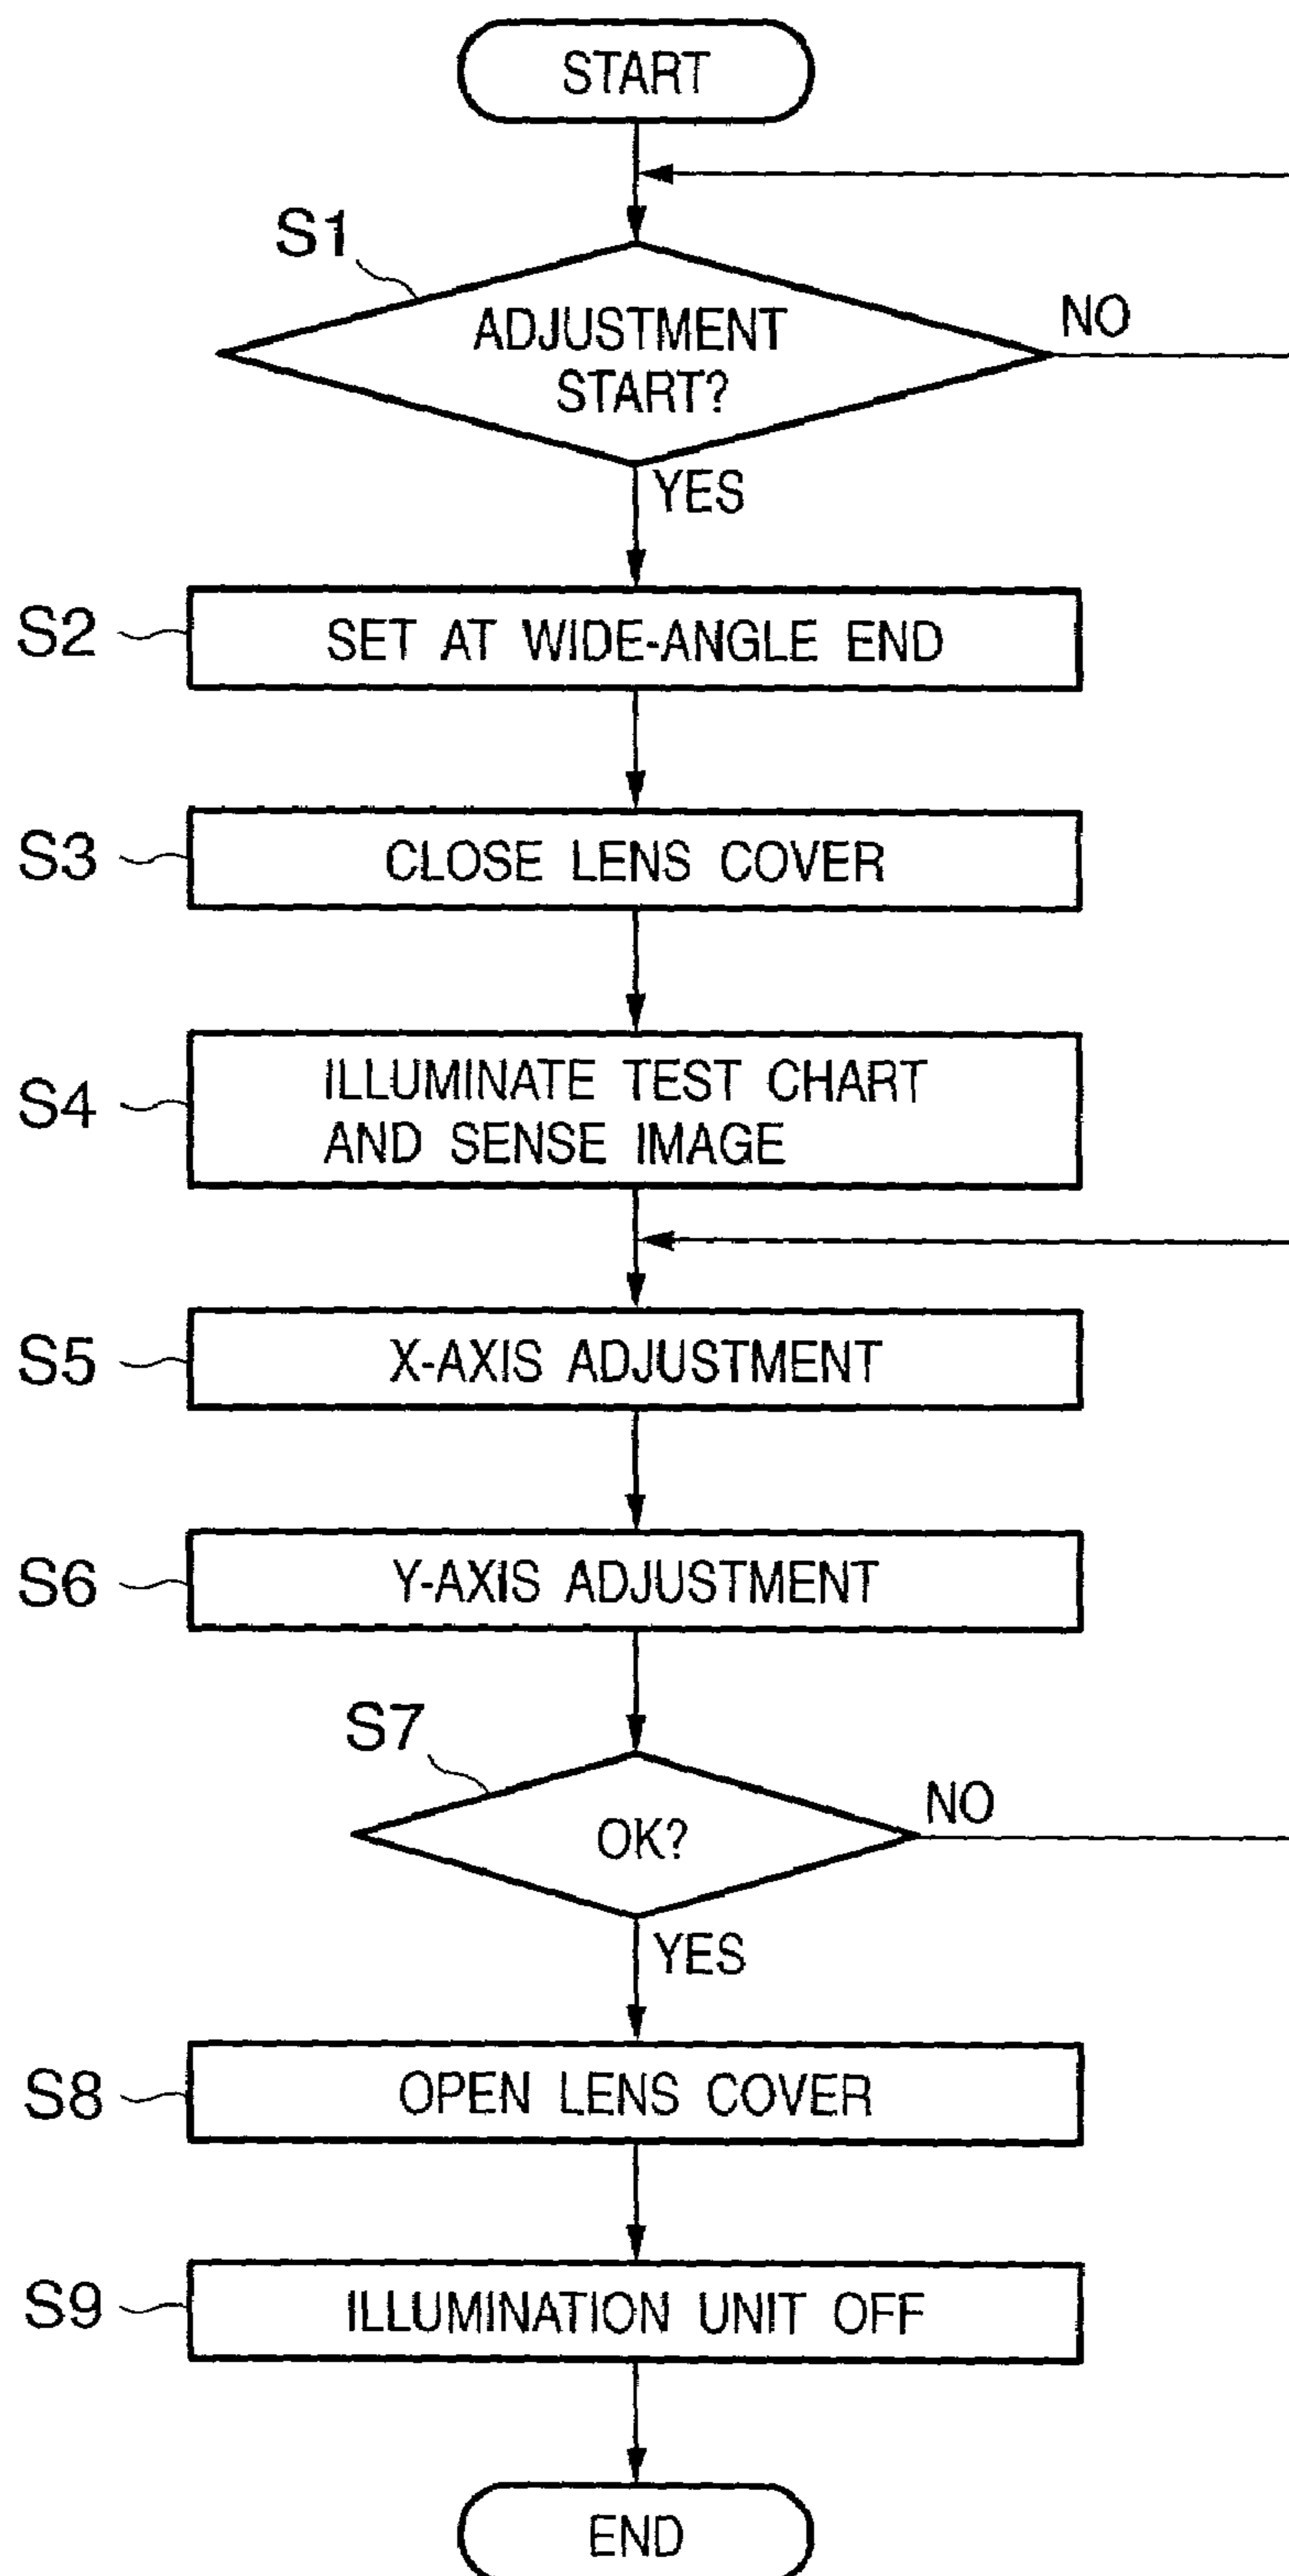 START
S1
ADJUSTMENT
START?
NO
YES
S2
SET AT WIDE-ANGLE END
S3
CLOSE LENS COVER
S4
ILLUMINATE TEST CHART
AND SENSE IMAGE
S5
X-AXIS ADJUSTMENT
S6
Y-AXIS ADJUSTMENT
S7
OK?
NO
YES
S8
OPEN LENS COVER
S9
ILLUMINATION UNIT OFF
END